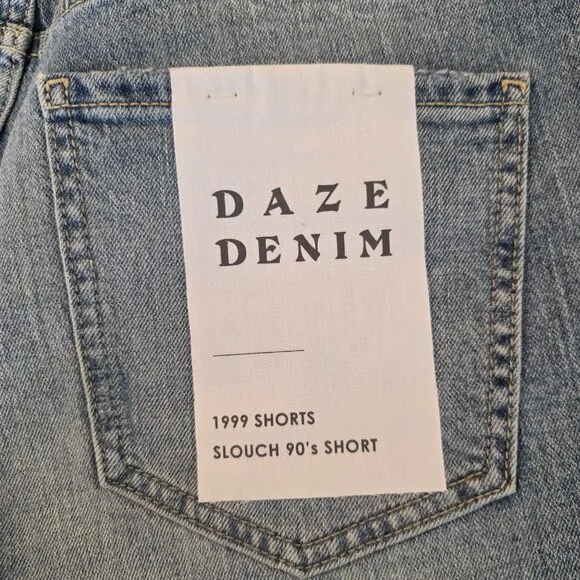 DAZE
DENIM
1999 SHORTS
SLOUCH 90's SHORT